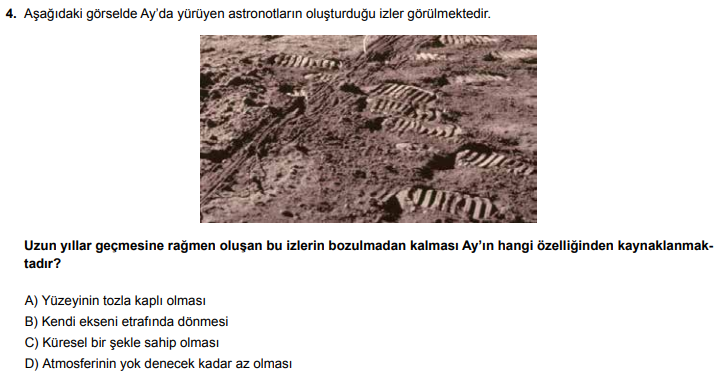 4. Aşağıdaki görselde Ay'da yürüyen astronotların oluşturduğu izler görülmektedir.
Uzun yıllar geçmesine rağmen oluşan bu izlerin bozulmadan kalması Ay'ın hangi özelliğinden kaynaklanmak-
tadır?
A) Yüzeyinin tozla kaplı olması
B) Kendi ekseni etrafında dönmesi
C) Küresel bir şekle sahip olması
D) Atmosferinin yok denecek kadar az olması